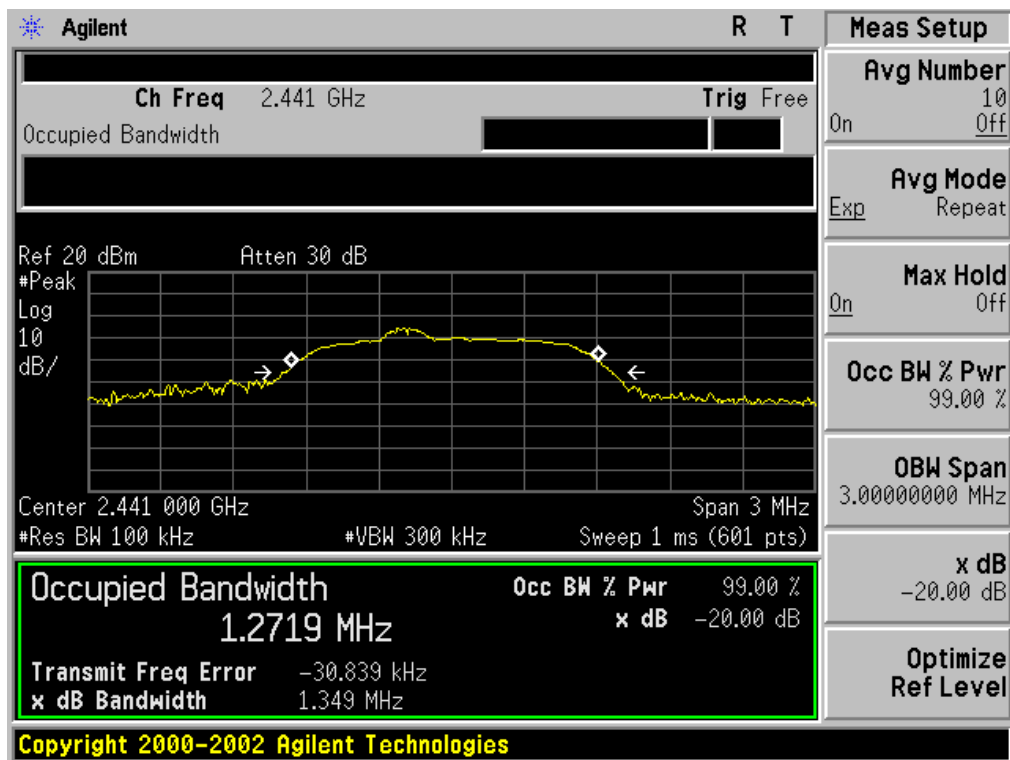 Agilent R T
Ch Freq 2.441 GHz Trig Free
Occupied Bandwidth
Ref 20 dBm Atten 30 dB
#Peak
Log
10
dB/
Center 2.441 000 GHz Span 3 MHz
#Res BW 100 kHz #VBW 300 kHz Sweep 1 ms (601 pts)
Occupied Bandwidth Occ BW % Pwr 99.00 %
1.2719 MHz x dB -20.00 dB
Transmit Freq Error -30.839 kHz
x dB Bandwidth 1.349 MHz
Copyright 2000-2002 Agilent Technologies
Meas Setup
Avg Number
10
On Off
Avg Mode
Exp Repeat
Max Hold
On Off
Occ BW % Pwr
99.00 %
OBW Span
3.00000000 MHz
x dB
-20.00 dB
Optimize
Ref Level